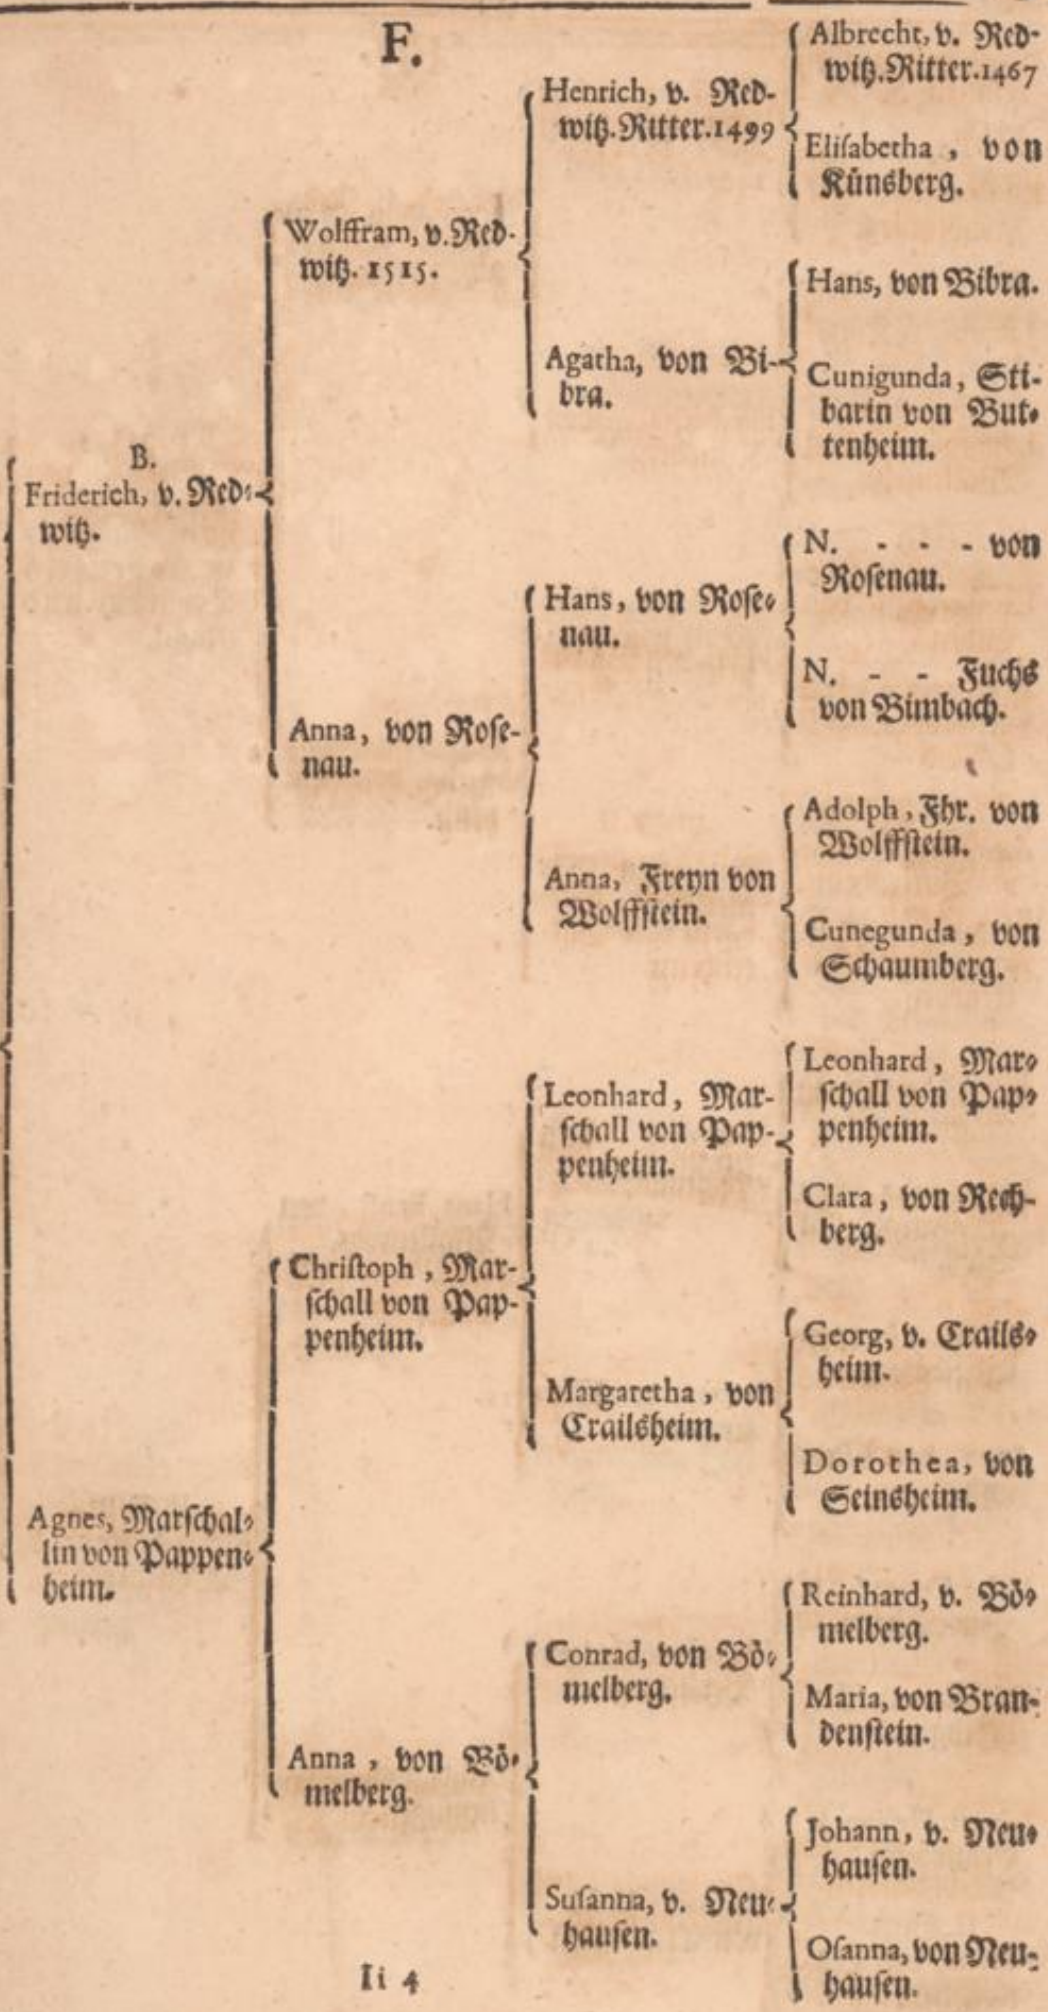 F.
B.
Friderich, v. Red-
witz.
Agnes, Marſchal-
lin von Pappen-
heim.
Wolffram, v. Red-
witz. 1515.
Anna, von Roſe-
nau.
Chriſtoph, Mar-
ſchall von Pap-
penheim.
Anna, von Bö-
melberg.
Henrich, v. Red-
witz. Ritter. 1499
Agatha, von Bi-
bra.
Hans, von Roſe-
nau.
Anna, Freyn von
Wolffſtein.
Leonhard, Mar-
ſchall von Pap-
penheim.
Margaretha, von
Crailsheim.
Conrad, von Bö-
melberg.
Suſanna, v. Neu-
hauſen.
Albrecht, v. Red-
witz. Ritter. 1467
Eliſabetha, von
Künsberg.
Hans, von Bibra.
Cunigunda, Sti-
barin von But-
tenheim.
N. - - - von
Roſenau.
N. - - Fuchs
von Bimbach.
Adolph, Fhr. von
Wolffſtein.
Cunegunda, von
Schaumberg.
Leonhard, Mar-
ſchall von Pap-
penheim.
Clara, von Rech-
berg.
Georg, v. Crails-
heim.
Dorothea, von
Seinsheim.
Reinhard, v. Bö-
melberg.
Maria, von Bran-
denſtein.
Johann, v. Neu-
hauſen.
Oſanna, von Neu-
hauſen.
Ii 4